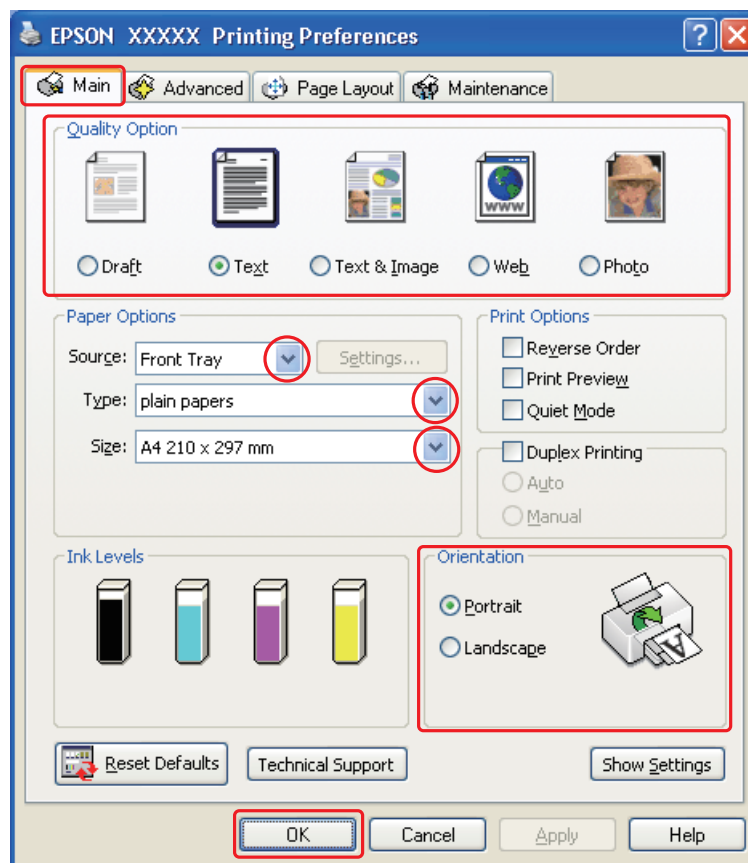 EPSON XXXXX Printing Preferences
Main Advanced Page Layout Maintenance
Quality Option
WWW
Draft Text Text & Image Web Photo
Paper Options
Source: Front Tray Settings...
Type: plain papers
Size: A4 210 x 297 mm
Print Options
Reverse Order
Print Preview
Quiet Mode
Duplex Printing
Auto
Manual
Ink Levels
Orientation
Portrait
Landscape
A
Reset Defaults Technical Support Show Settings
OK Cancel Apply Help